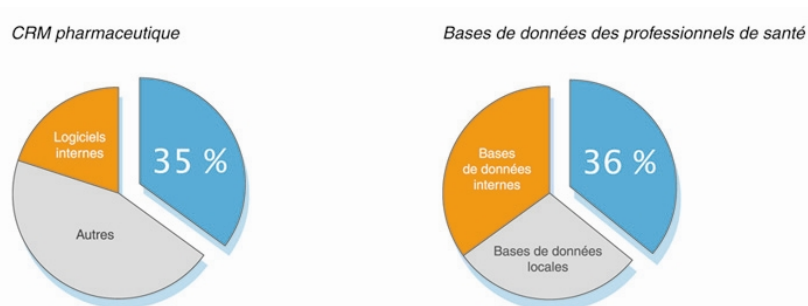 CRM pharmaceutique
Bases de données des professionnels de santé
Logiciels
internes
35 %
Autres
Bases
de données
internes
36 %
Bases de données
locales